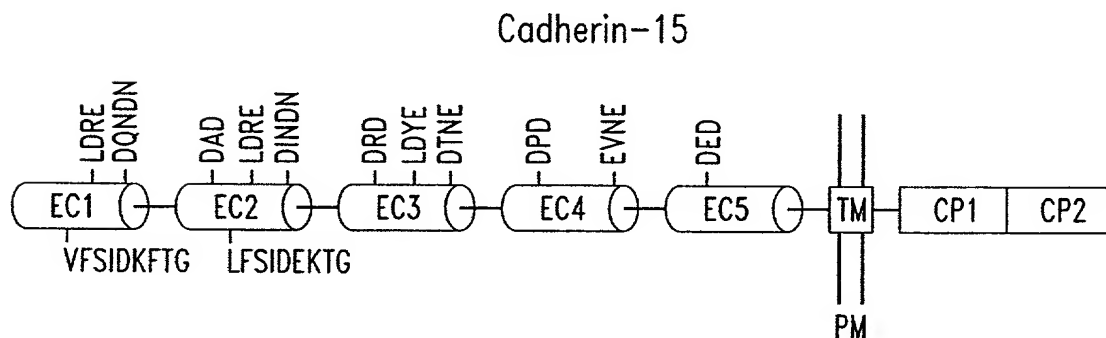 Cadherin-15
LDRE
DQNDN
DAD
LDRE
DINDN
DRD
LDYE
DTNE
DPD
EVNE
DED
EC1
EC2
EC3
EC4
EC5
TM
CP1
CP2
VFSIDKFTG
LFSIDEKTG
PM